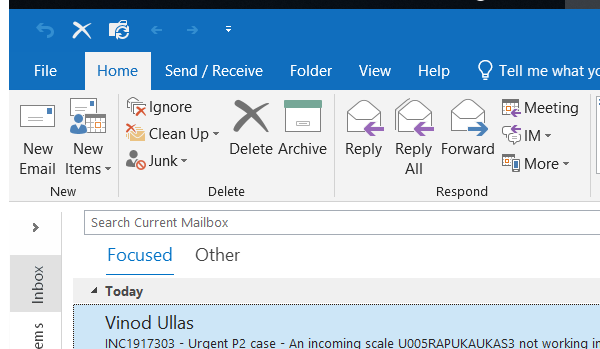 File Home Send / Receive Folder View Help Tell me what yo
New Email
New Items
New
Ignore
Clean Up
Junk
Delete
Archive
Delete
Reply
Reply All
Forward
Meeting
IM
More
Respond
Search Current Mailbox
Focused Other
Today
Inbox
Vinod Ullas
INC1917303 - Urgent P2 case - An incoming scale U005RAPUKAUKAS3 not working in
ems